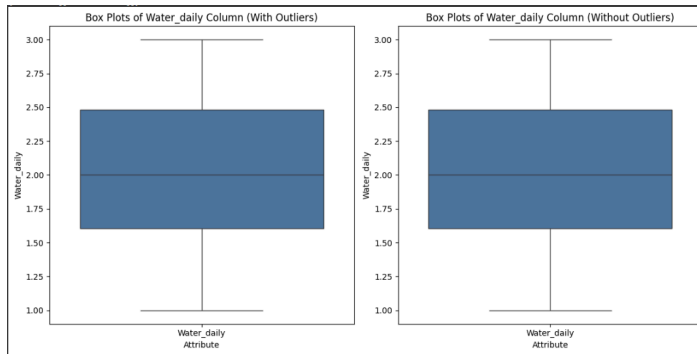 Box Plots of Water_daily Column (With Outliers)
3.00
2.75
2.50
2.25
2.00
1.75
1.50
1.25
1.00
Water_daily
Water_daily
Attribute
Box Plots of Water_daily Column (Without Outliers)
3.00
2.75
2.50
2.25
2.00
1.75
1.50
1.25
1.00
Water_daily
Water_daily
Attribute